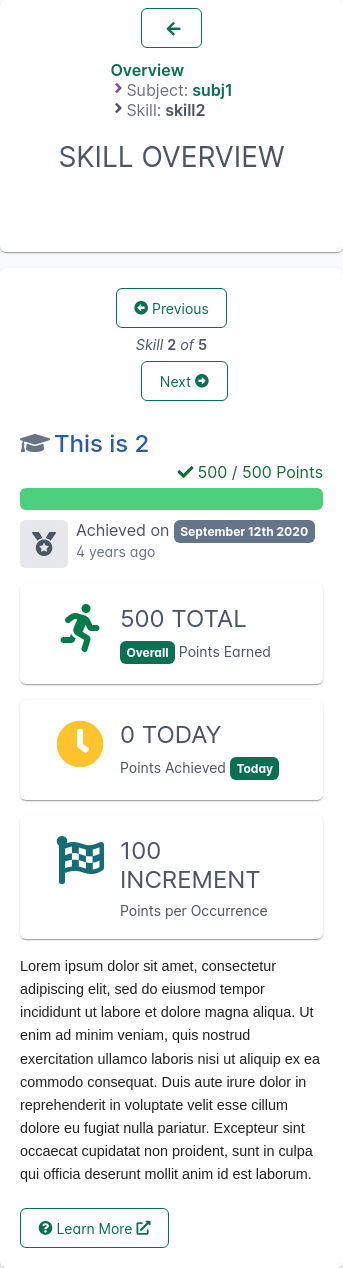 Overview
Subject: subj1
Skill: skill2
SKILL OVERVIEW
Previous
Skill 2 of 5
Next
This is 2
500 / 500 Points
Achieved on September 12th 2020
4 years ago
500 TOTAL
Overall Points Earned
0 TODAY
Points Achieved Today
100
INCREMENT
Points per Occurrence
Lorem ipsum dolor sit amet, consectetur
adipiscing elit, sed do eiusmod tempor
incididunt ut labore et dolore magna aliqua. Ut
enim ad minim veniam, quis nostrud
exercitation ullamco laboris nisi ut aliquip ex ea
commodo consequat. Duis aute irure dolor in
reprehenderit in voluptate velit esse cillum
dolore eu fugiat nulla pariatur. Excepteur sint
occaecat cupidatat non proident, sunt in culpa
qui officia deserunt mollit anim id est laborum.
Learn More